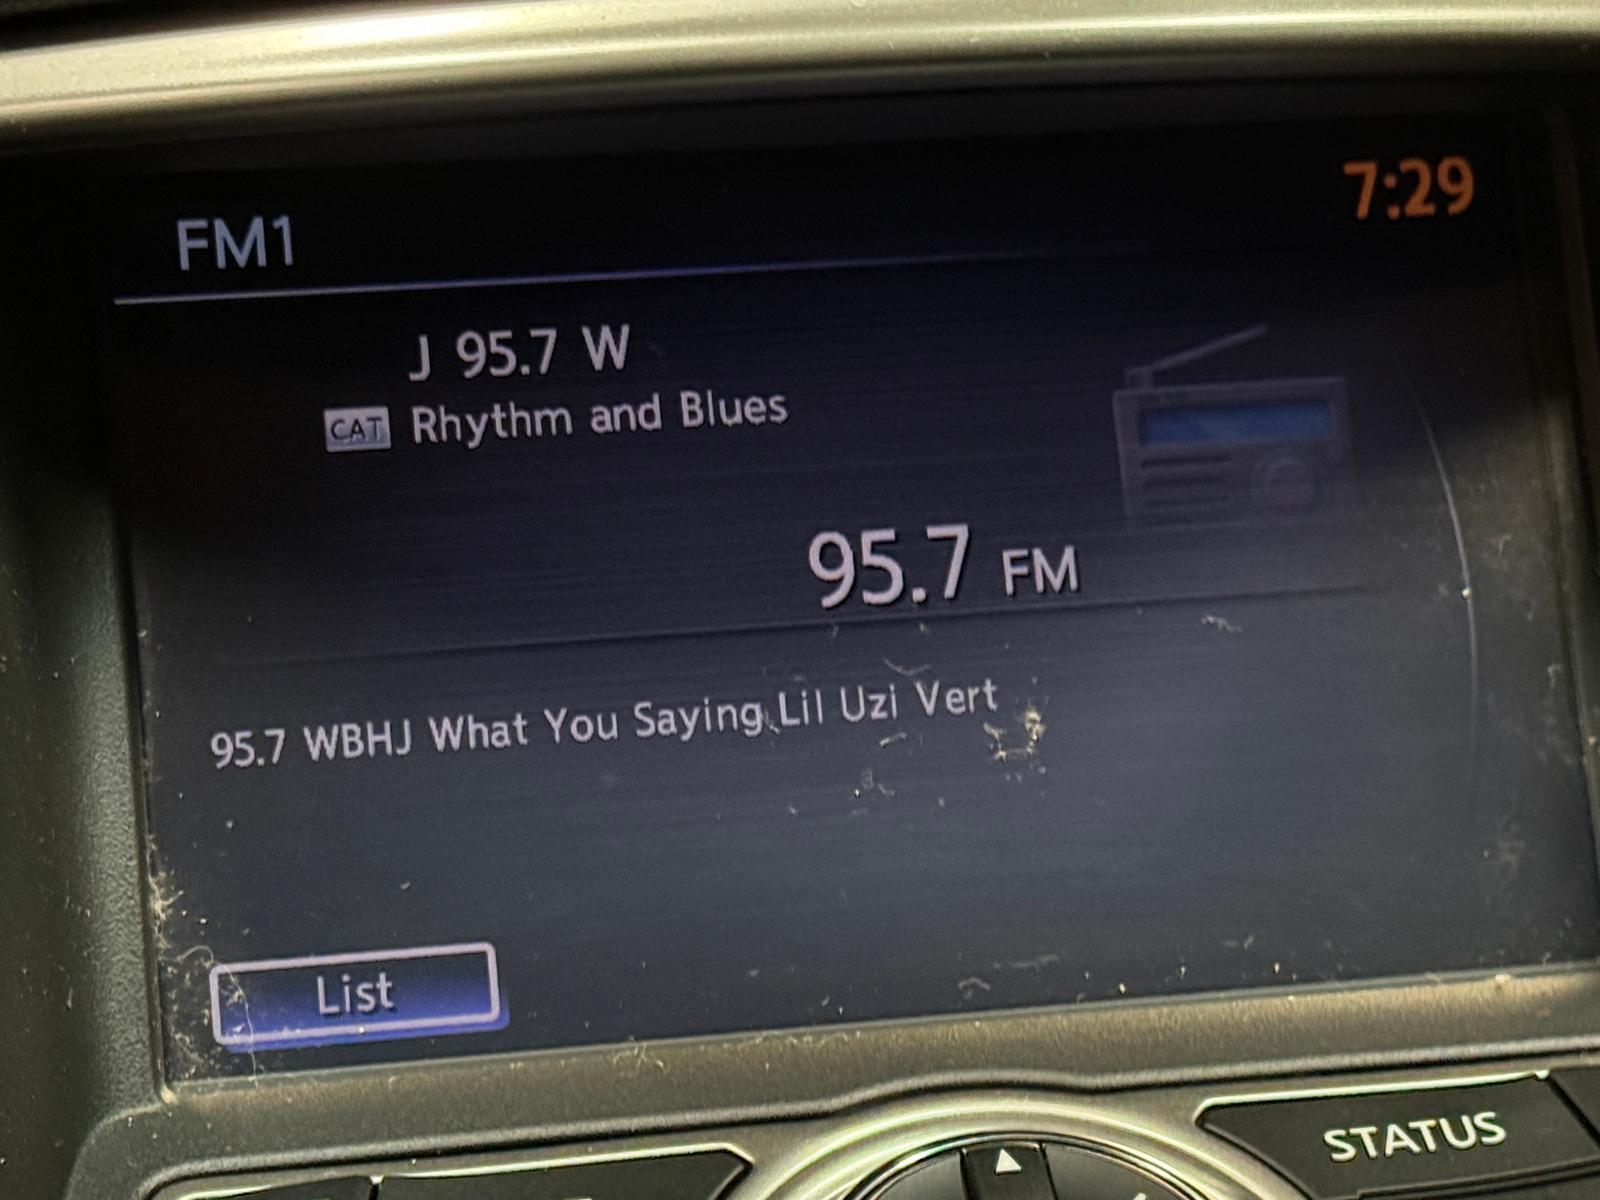 FM1
7:29
J 95.7 W
CAT Rhythm and Blues
95.7 FM
95.7 WBHJ What You Saying Lil Uzi Vert
List
STATUS